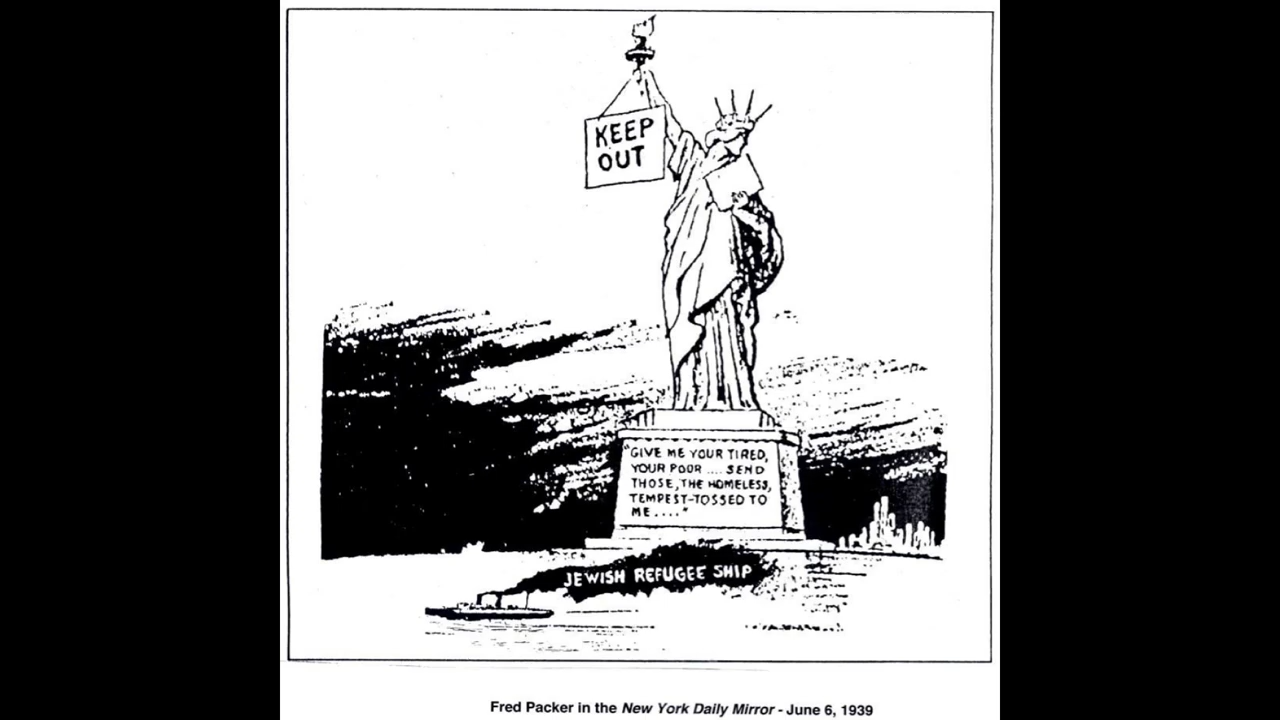 KEEP
OUT
"GIVE ME YOUR TIRED,
YOUR POOR .... SEND
THOSE, THE HOMELESS,
TEMPEST-TOSSED TO
ME...."
JEWISH REFUGEE SHIP
Fred Packer in the New York Daily Mirror - June 6, 1939